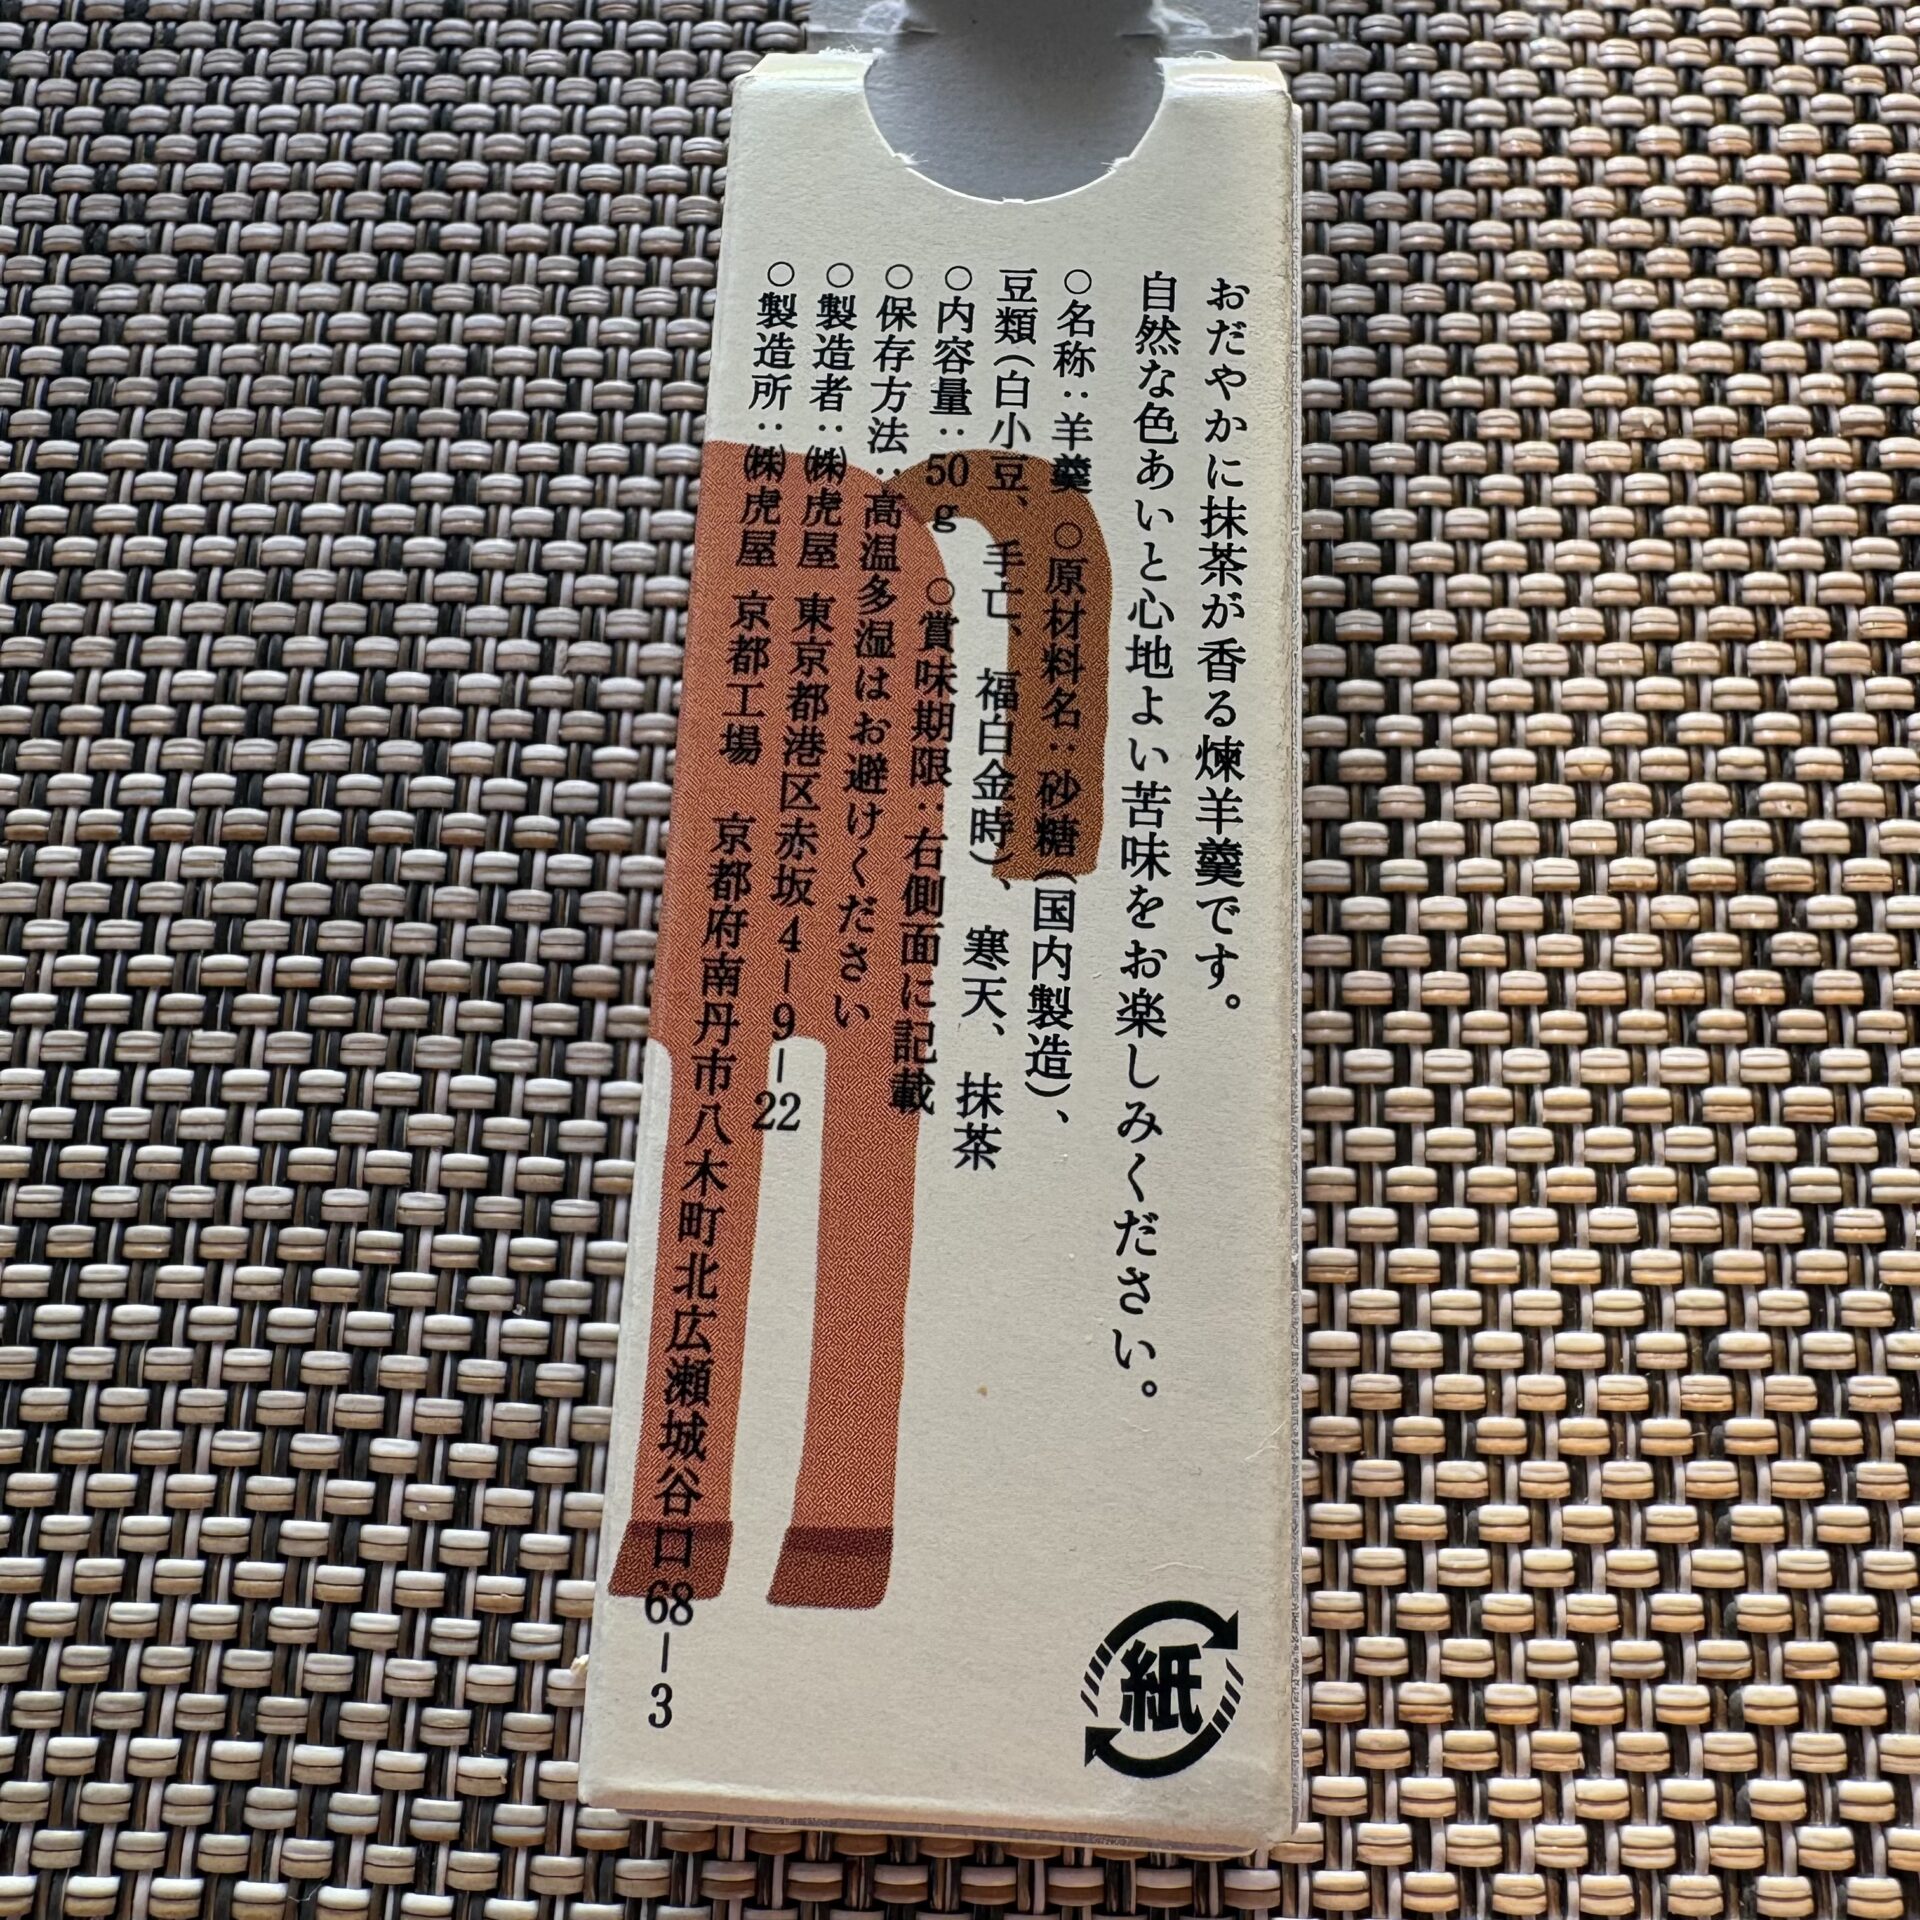 おだやかに抹茶が香る煉羊羹です。
自然な色あいと心地よい苦味をお楽しみください。
○名称：羊羹 ○原材料名：砂糖（国内製造）、
豆類（白小豆、手亡、福白金時）、寒天、抹茶
○内容量：50g ○賞味期限：右側面に記載
○保存方法：高温多湿はお避けください
○製造者：㈱虎屋 東京都港区赤坂4－9－22
○製造所：㈱虎屋 京都工場 京都府南丹市八木町北広瀬城谷口68－3
紙